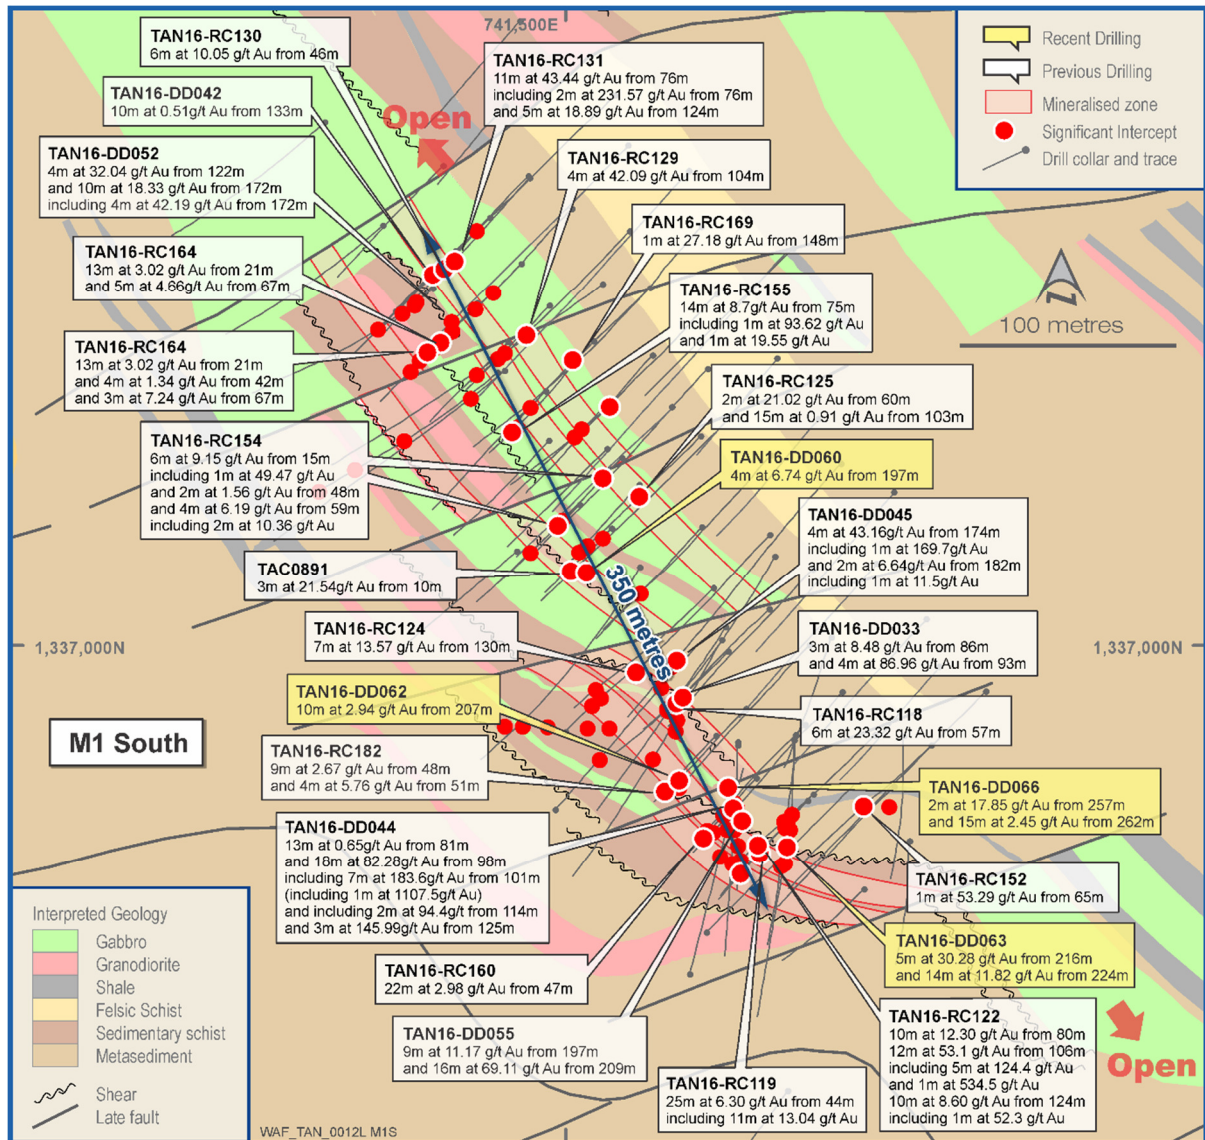 741,500E
TAN16-RC130
6m at 10.05 g/t Au from 46m
TAN16-DD042
10m at 0.51g/t Au from 133m
TAN16-RC131
11m at 43.44 g/t Au from 76m
including 2m at 231.57 g/t Au from 76m
and 5m at 18.89 g/t Au from 124m
Open
TAN16-DD052
4m at 32.04 g/t Au from 122m
and 10m at 18.33 g/t Au from 172m
including 4m at 42.19 g/t Au from 172m
TAN16-RC129
4m at 42.09 g/t Au from 104m
TAN16-RC169
1m at 27.18 g/t Au from 148m
TAN16-RC164
13m at 3.02 g/t Au from 21m
and 5m at 4.66g/t Au from 67m
TAN16-RC155
14m at 8.7g/t Au from 75m
including 1m at 93.62 g/t Au
and 1m at 19.55 g/t Au
TAN16-RC164
13m at 3.02 g/t Au from 21m
and 4m at 1.34 g/t Au from 42m
and 3m at 7.24 g/t Au from 67m
TAN16-RC125
2m at 21.02 g/t Au from 60m
and 15m at 0.91 g/t Au from 103m
TAN16-RC154
6m at 9.15 g/t Au from 15m
including 1m at 49.47 g/t Au
and 2m at 1.56 g/t Au from 48m
and 4m at 6.19 g/t Au from 59m
including 2m at 10.36 g/t Au
TAN16-DD060
4m at 6.74 g/t Au from 197m
TAN16-DD045
4m at 43.16g/t Au from 174m
including 1m at 169.7g/t Au
and 2m at 6.64g/t Au from 182m
including 1m at 11.5g/t Au
TAC0891
3m at 21.54g/t Au from 10m
350 metres
TAN16-RC124
7m at 13.57 g/t Au from 130m
TAN16-DD033
3m at 8.48 g/t Au from 86m
and 4m at 86.96 g/t Au from 93m
1,337,000N
1,337,000N
TAN16-DD062
10m at 2.94 g/t Au from 207m
TAN16-RC118
6m at 23.32 g/t Au from 57m
M1 South
TAN16-RC182
9m at 2.67 g/t Au from 48m
and 4m at 5.76 g/t Au from 51m
TAN16-DD066
2m at 17.85 g/t Au from 257m
and 15m at 2.45 g/t Au from 262m
TAN16-DD044
13m at 0.65g/t Au from 81m
and 18m at 82.28g/t Au from 98m
including 7m at 183.6g/t Au from 101m
(including 1m at 1107.5g/t Au)
and including 2m at 94.4g/t from 114m
and 3m at 145.99g/t Au from 125m
TAN16-RC152
1m at 53.29 g/t Au from 65m
TAN16-DD063
5m at 30.28 g/t Au from 216m
and 14m at 11.82 g/t Au from 224m
TAN16-RC160
22m at 2.98 g/t Au from 47m
TAN16-DD055
9m at 11.17 g/t Au from 197m
and 16m at 69.11 g/t Au from 209m
TAN16-RC119
25m at 6.30 g/t Au from 44m
including 11m at 13.04 g/t Au
TAN16-RC122
10m at 12.30 g/t Au from 80m
12m at 53.1 g/t Au from 106m
including 5m at 124.4 g/t Au
and 1m at 534.5 g/t Au
10m at 8.60 g/t Au from 124m
including 1m at 52.3 g/t Au
Open
Recent Drilling
Previous Drilling
Mineralised zone
Significant Intercept
Drill collar and trace
N
100 metres
Interpreted Geology
Gabbro
Granodiorite
Shale
Felsic Schist
Sedimentary schist
Metasediment
Shear
Late fault
WAF_TAN_0012L M1S